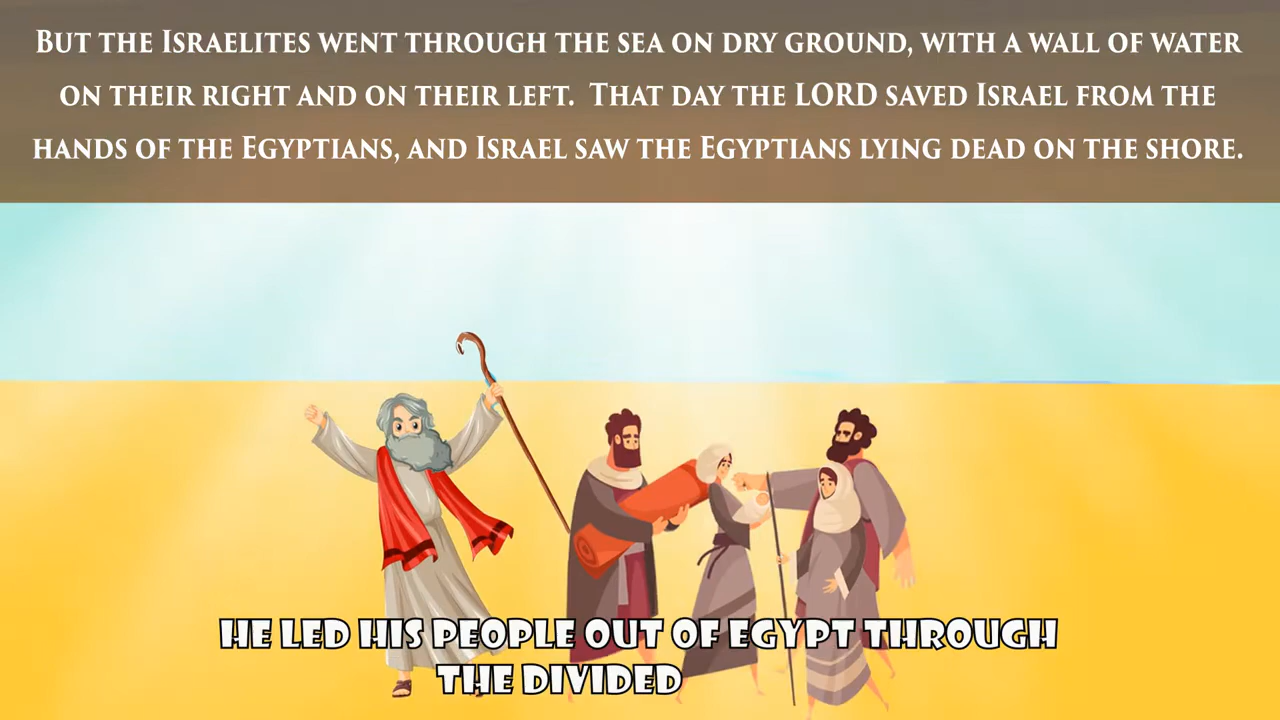 But the Israelites went through the sea on dry ground, with a wall of water
on their right and on their left. That day the LORD saved Israel from the
hands of the Egyptians, and Israel saw the Egyptians lying dead on the shore.
HE LED HIS PEOPLE OUT OF EGYPT THROUGH
THE DIVIDED